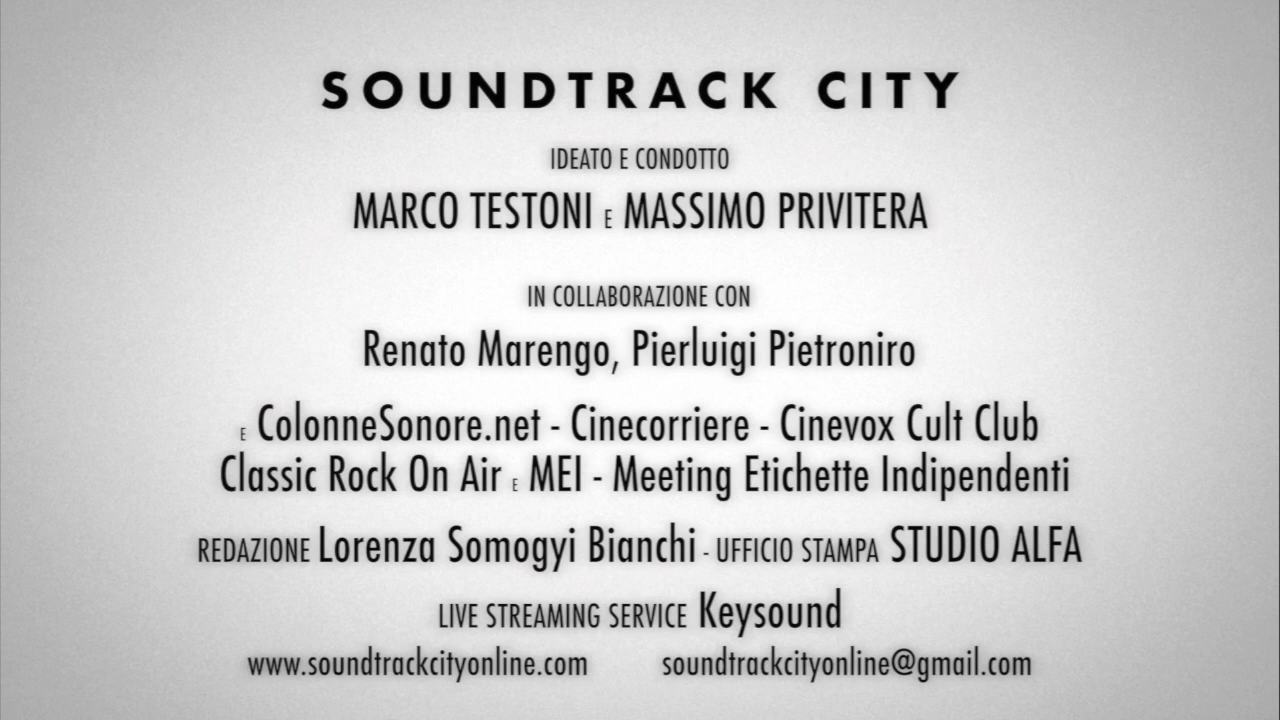 SOUNDTRACK CITY
IDEATO E CONDOTTO
MARCO TESTONI E MASSIMO PRIVITERA
IN COLLABORAZIONE CON
Renato Marengo, Pierluigi Pietroniro
E ColonneSonore.net - Cinecorriere - Cinevox Cult Club
Classic Rock On Air E MEI - Meeting Etichette Indipendenti
REDAZIONE Lorenza Somogyi Bianchi - UFFICIO STAMPA STUDIO ALFA
LIVE STREAMING SERVICE Keysound
www.soundtrackcityonline.com soundtrackcityonline@gmail.com